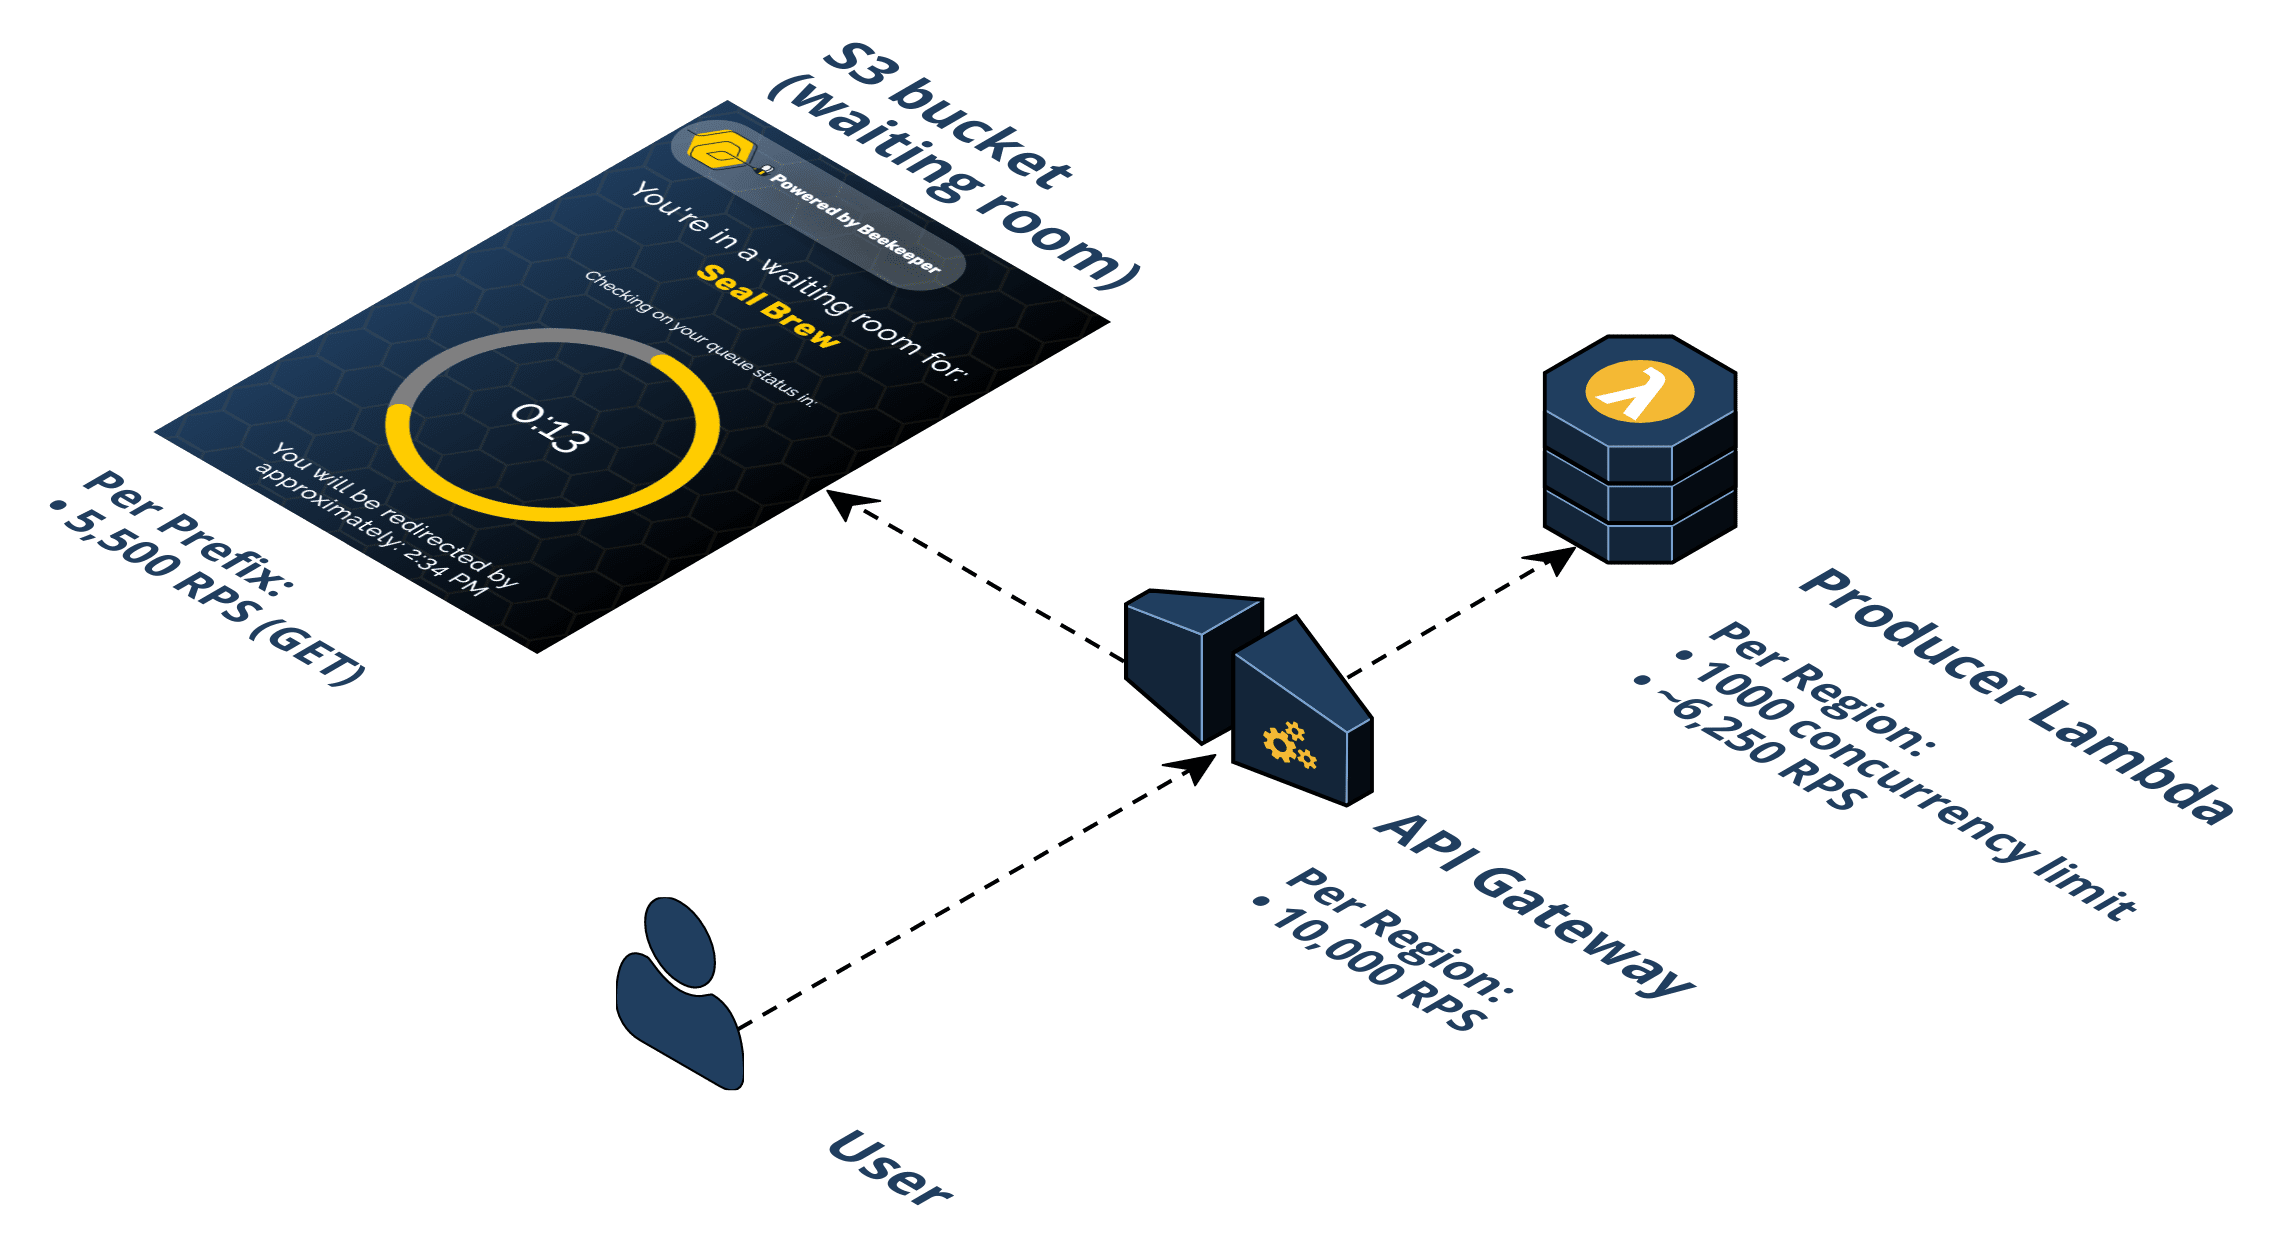 S3 bucket
(waiting room)
Powered by Beekeeper
You're in a waiting room for:
Seal Brew
Checking on your queue status in:
0:13
You will be redirected by
approximately: 2:34 PM
Per Prefix:
• 5,500 RPS (GET)
Producer Lambda
Per Region:
• 1000 concurrency limit
• ~6,250 RPS
API Gateway
Per Region:
• 10,000 RPS
User